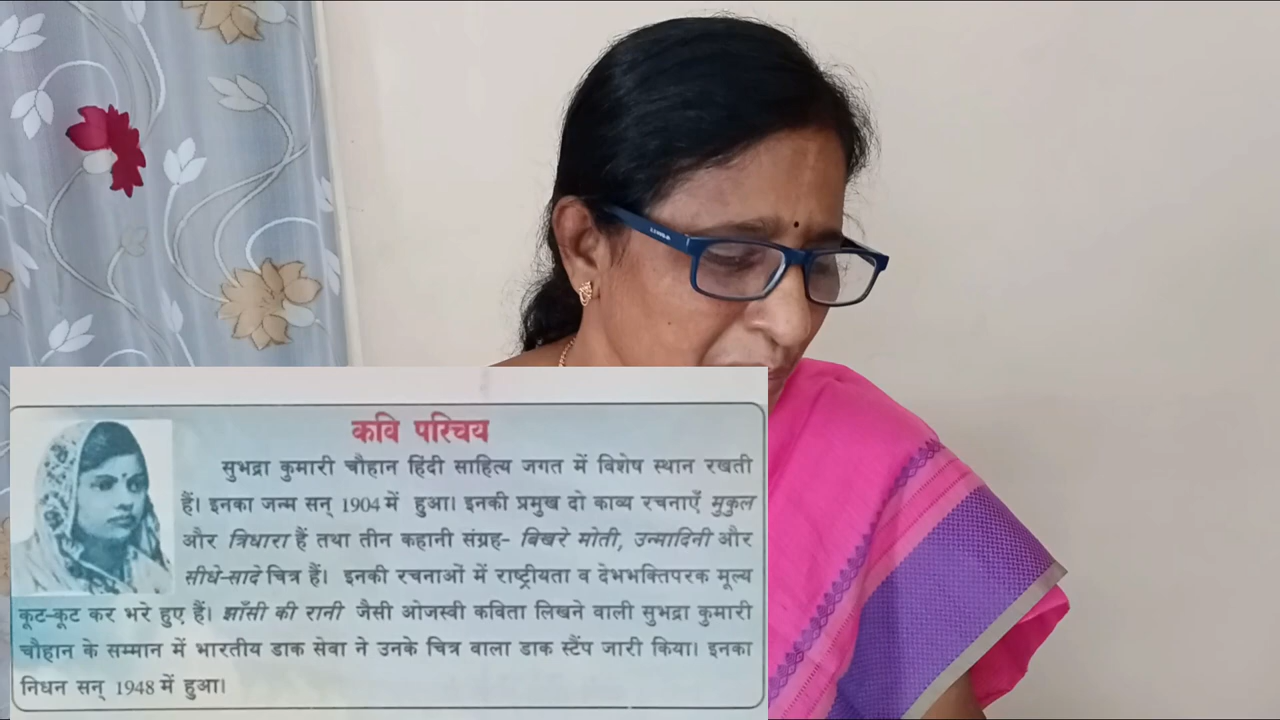 कवि परिचय
सुभद्रा कुमारी चौहान हिंदी साहित्य जगत में विशेष स्थान रखती
हैं। इनका जन्म सन् 1904 में हुआ। इनकी प्रमुख दो काव्य रचनाएँ मुकुल
और त्रिधारा हैं तथा तीन कहानी संग्रह- बिखरे मोती, उन्मादिनी और
सीधे-सादे चित्र हैं। इनकी रचनाओं में राष्ट्रीयता व देभभक्तिपरक मूल्य
कूट-कूट कर भरे हुए हैं। झाँसी की रानी जैसी ओजस्वी कविता लिखने वाली सुभद्रा कुमारी
चौहान के सम्मान में भारतीय डाक सेवा ने उनके चित्र वाला डाक स्टैंप जारी किया। इनका
निधन सन् 1948 में हुआ।